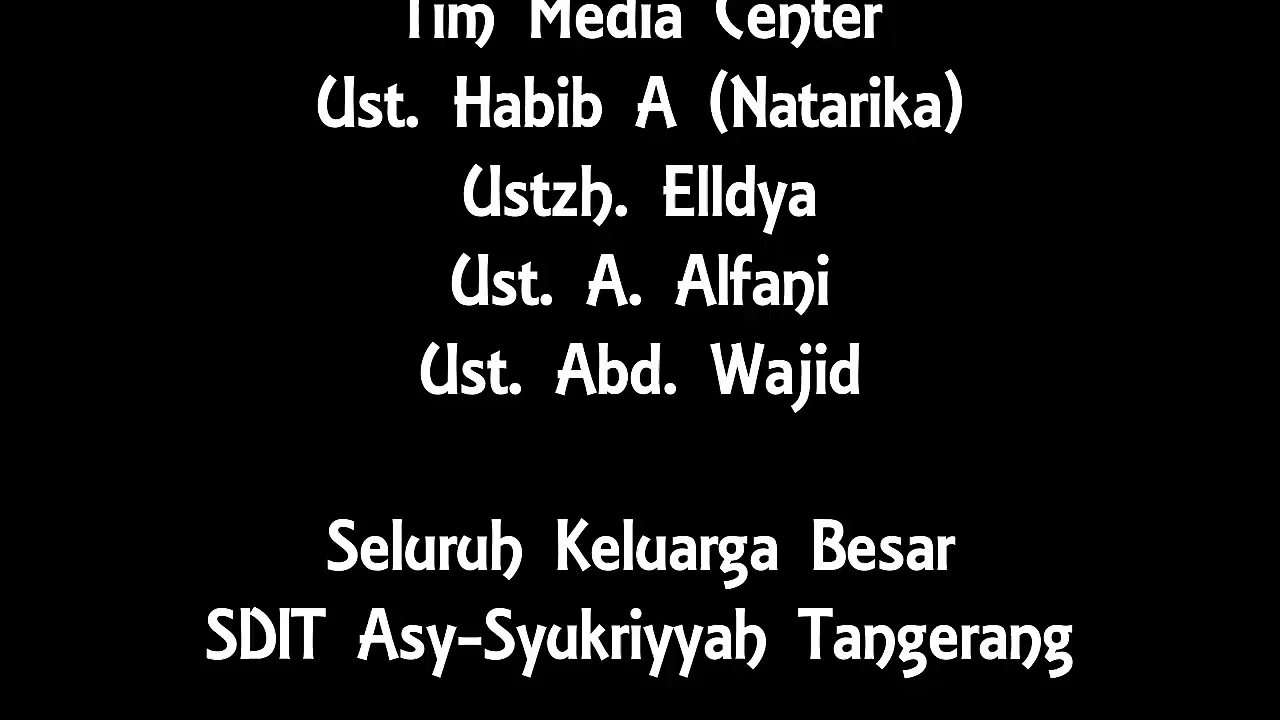 Tim Media Center
Ust. Habib A (Natarika)
Ustzh. Elldya
Ust. A. Alfani
Ust. Abd. Wajid
Seluruh Keluarga Besar
SDIT Asy-Syukriyyah Tangerang